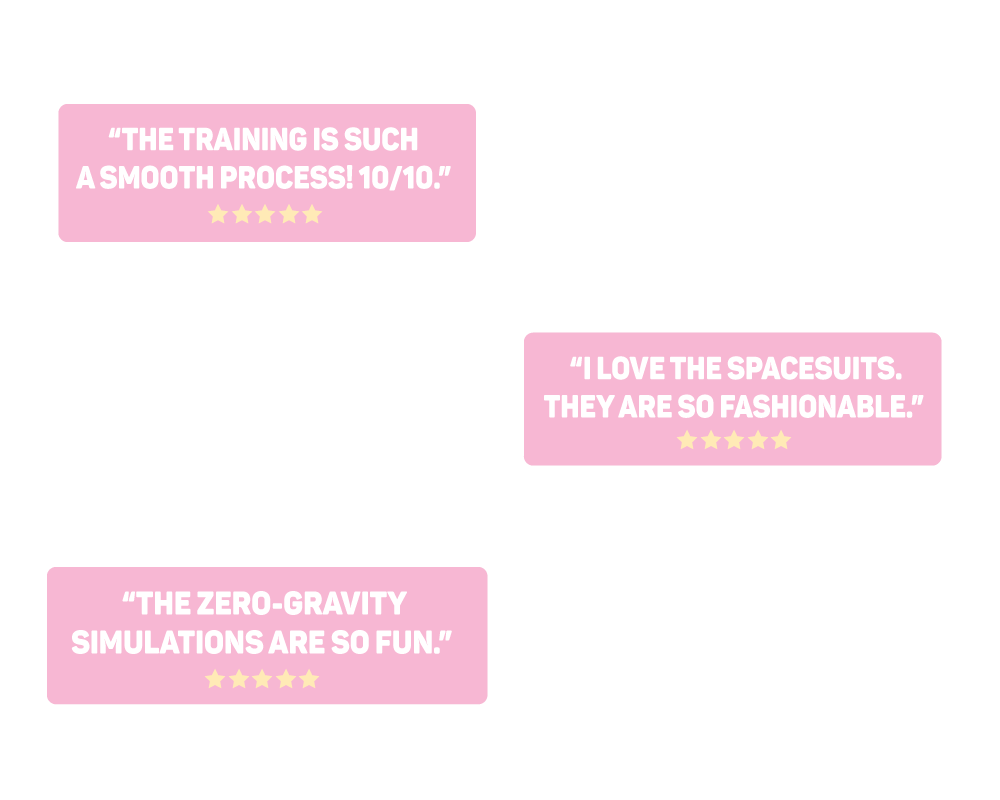 “THE TRAINING IS SUCH
A SMOOTH PROCESS! 10/10.”
“I LOVE THE SPACESUITS.
THEY ARE SO FASHIONABLE.”
“THE ZERO-GRAVITY
SIMULATIONS ARE SO FUN.”